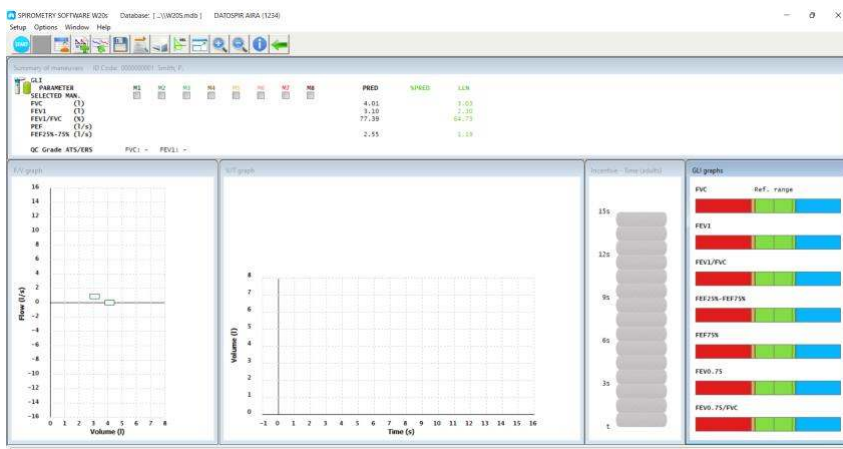 SPIROMETRY SOFTWARE W20s Database: [ ..\\W20S.mdb ] DATOSPIR AIRA (1234)
Setup Options Window Help
START
Summary of maneuvers ID Code: 0000000001 Smith, P.
GLI
PARAMETER M1 M2 M3 M4 M5 M6 M7 M8 PRED %PRED LLN
SELECTED MAN.
FVC (l) 4.01 3.03
FEV1 (l) 3.10 2.30
FEV1/FVC (%) 77.39 64.73
PEF (l/s)
FEF25%-75% (l/s) 2.55
QC Grade ATS/ERS FVC: - FEV1: -
F/V graph
16
14
12
10
8
6
4
2
0
-2
-4
-6
-8
-10
-12
-14
-16
Flow (l/s)
0 1 2 3 4 5 6 7 8
Volume (l)
V/T graph
8
7
6
5
4
3
2
1
0
Volume (l)
-1 0 1 2 3 4 5 6 7 8 9 10 11 12 13 14 15 16
Time (s)
Incentive - Time (adults)
15s
12s
9s
6s
3s
t
GLI graphs
FVC Ref. range
FEV1
FEV1/FVC
FEF25%-FEF75%
FEF75%
FEV0.75
FEV0.75/FVC